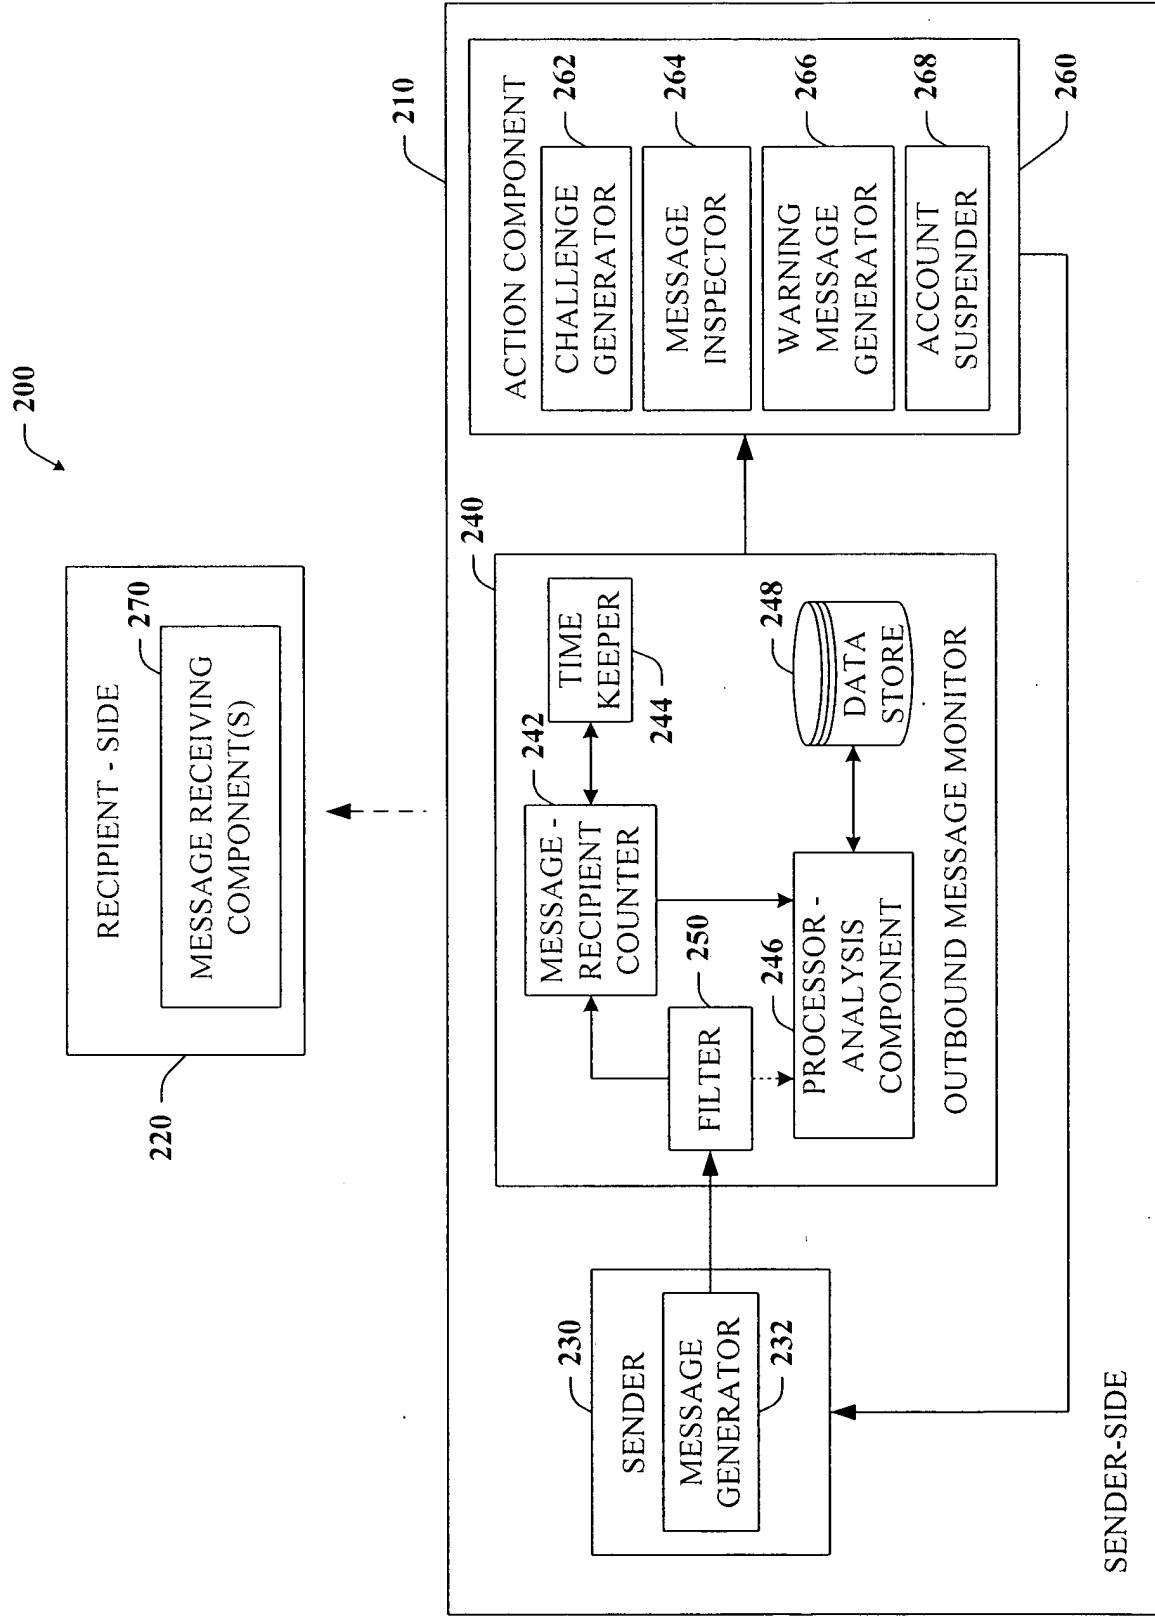 200
RECIPIENT - SIDE
270
MESSAGE RECEIVING
COMPONENT(S)
220
210
230
SENDER
MESSAGE
GENERATOR
232
240
242
MESSAGE -
RECIPIENT
COUNTER
TIME
KEEPER
244
250
FILTER
246
PROCESSOR -
ANALYSIS
COMPONENT
248
DATA
STORE
OUTBOUND MESSAGE MONITOR
ACTION COMPONENT
262
CHALLENGE
GENERATOR
264
MESSAGE
INSPECTOR
266
WARNING
MESSAGE
GENERATOR
268
ACCOUNT
SUSPENDER
260
SENDER-SIDE